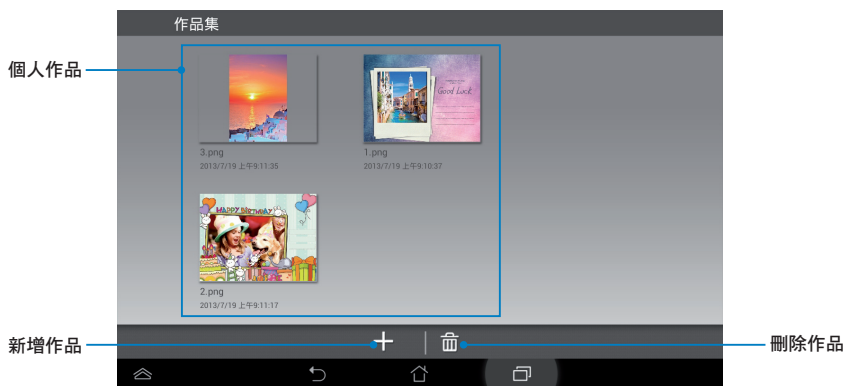 作品集
個人作品
Good Luck
3.png
2013/7/19 上午9:11:35
1.png
2013/7/19 上午9:10:37
HAPPY BIRTHDAY
2.png
2013/7/19 上午9:11:17
新增作品
刪除作品